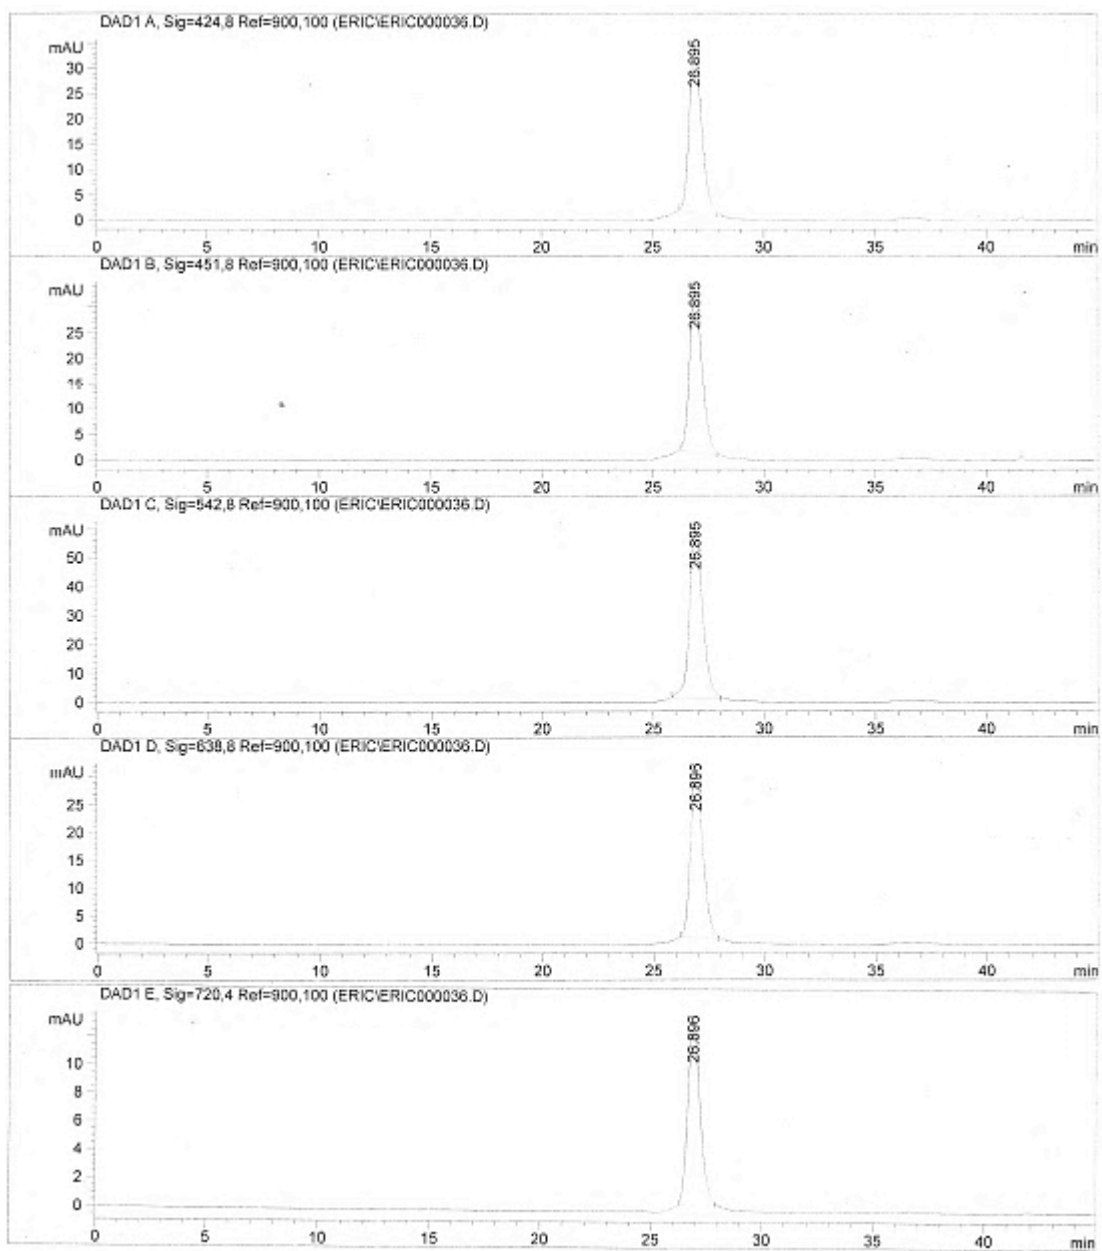 DAD1 A, Sig=424,8 Ref=900,100 (ERIC\ERIC000036.D)
mAU
26.895
30
25
20
15
10
5
0
0 5 10 15 20 25 30 35 40 min
DAD1 B, Sig=451,8 Ref=900,100 (ERIC\ERIC000036.D)
mAU
26.895
25
20
15
10
5
0
0 5 10 15 20 25 30 35 40 min
DAD1 C, Sig=542,8 Ref=900,100 (ERIC\ERIC000036.D)
mAU
26.895
50
40
30
20
10
0
0 5 10 15 20 25 30 35 40 min
DAD1 D, Sig=638,8 Ref=900,100 (ERIC\ERIC000036.D)
mAU
26.896
25
20
15
10
5
0
0 5 10 15 20 25 30 35 40 min
DAD1 E, Sig=720,4 Ref=900,100 (ERIC\ERIC000036.D)
mAU
26.896
10
8
6
4
2
0
0 5 10 15 20 25 30 35 40 min